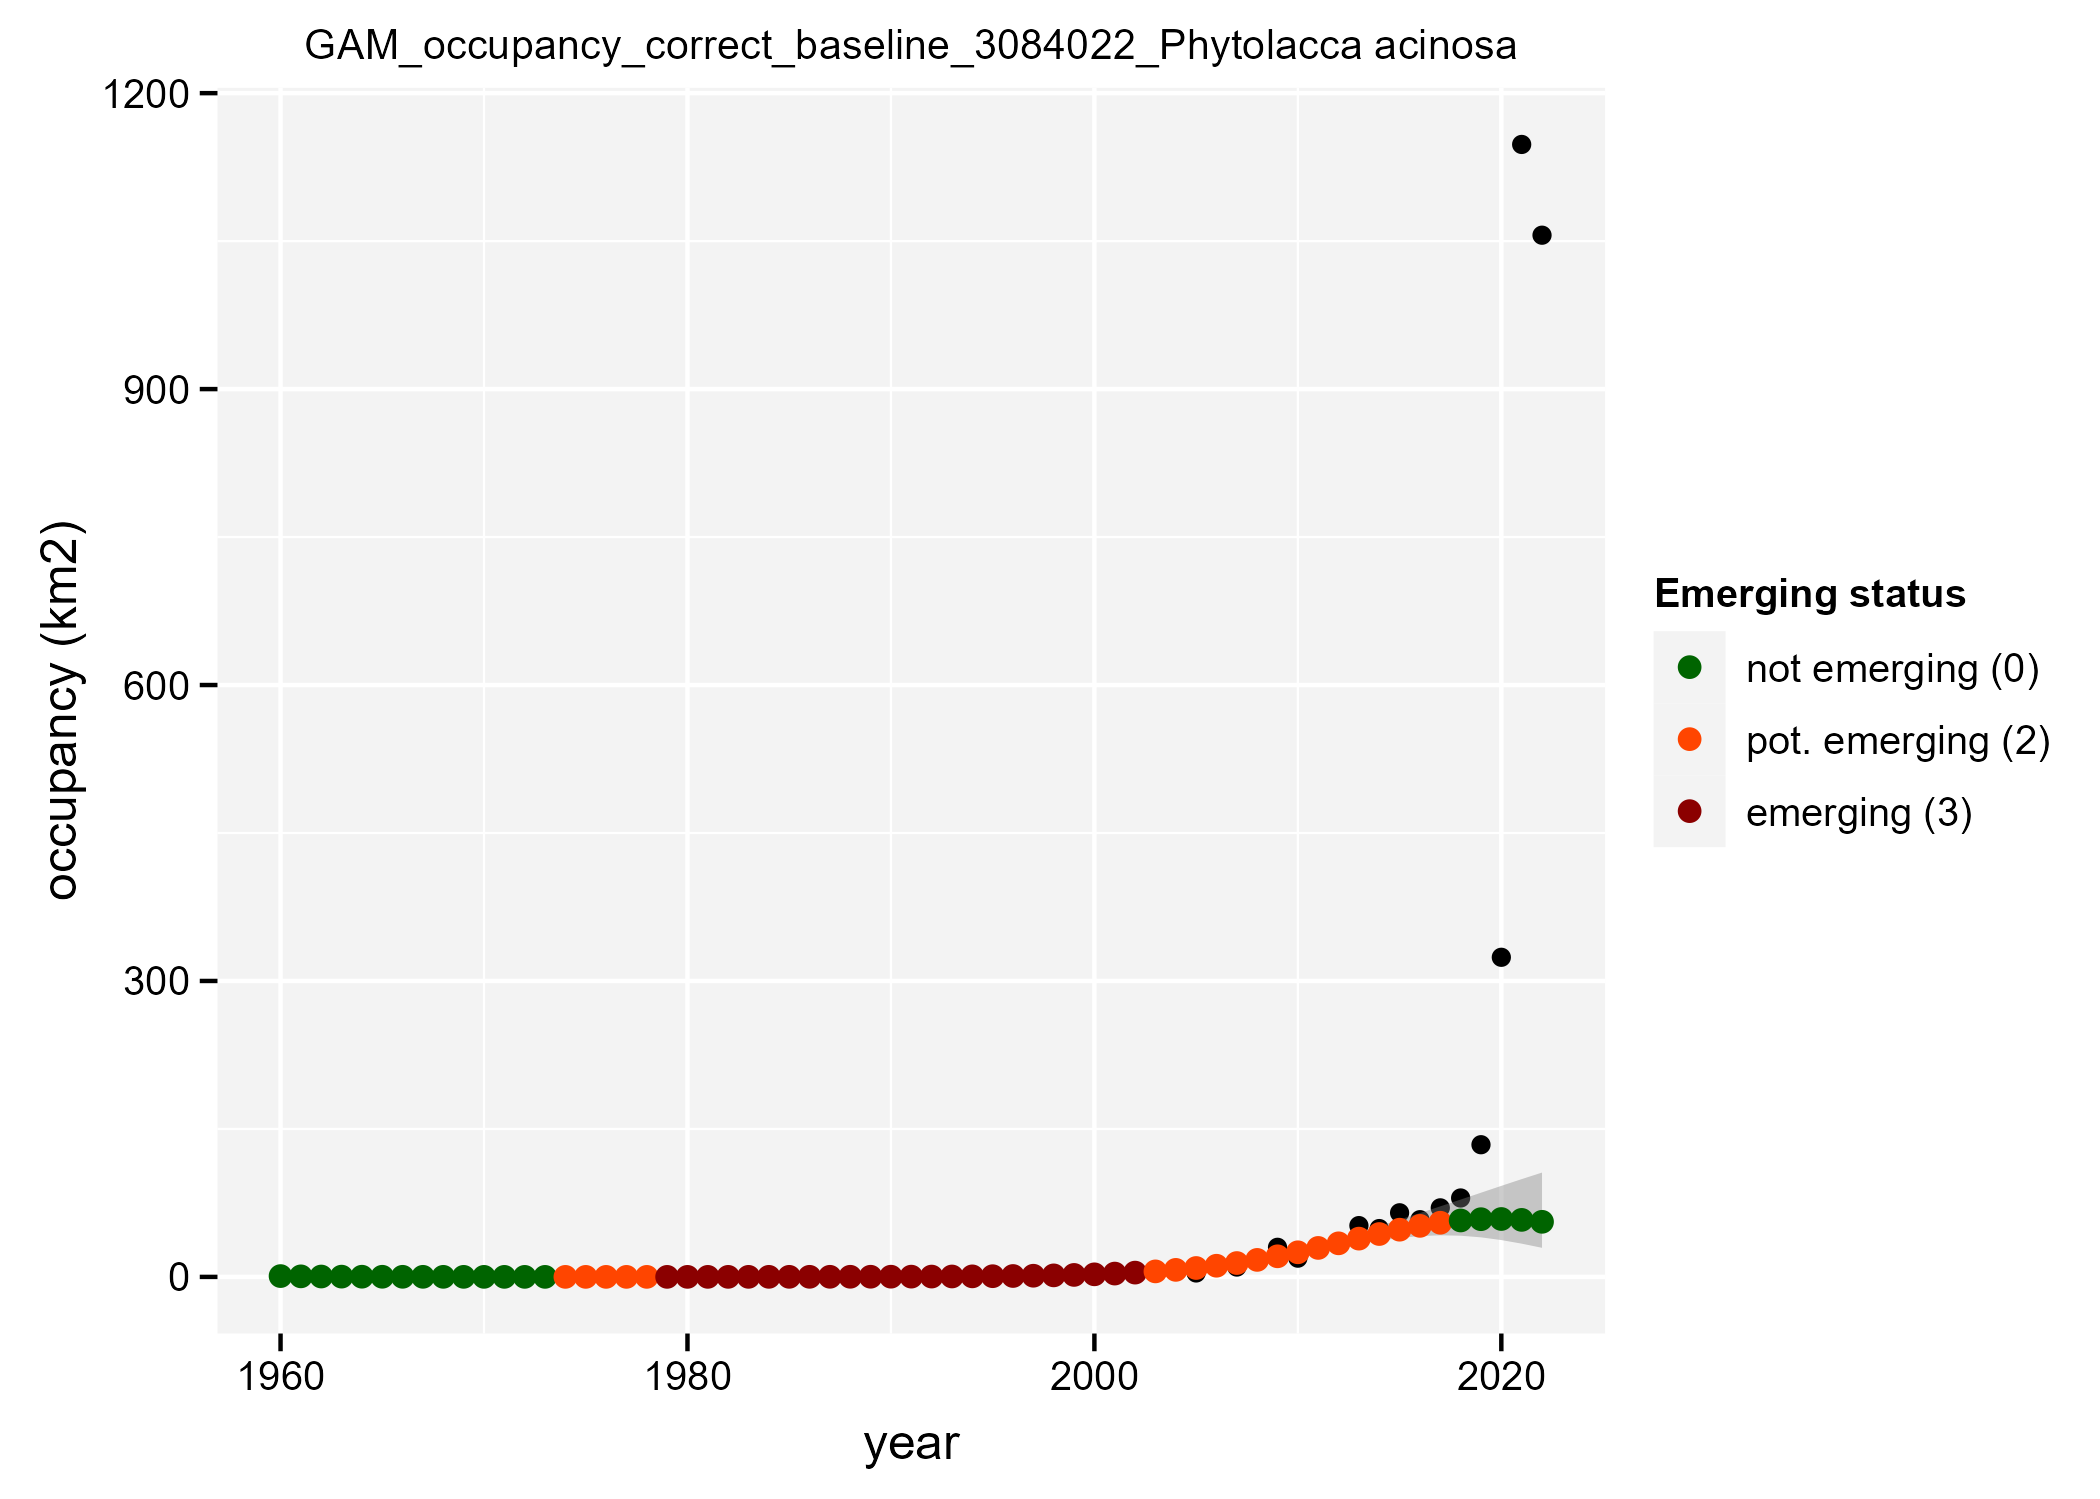 GAM_occupancy_correct_baseline_3084022_Phytolacca acinosa
1200
900
600
300
0
occupancy (km2)
1960 1980 2000 2020
year
Emerging status
not emerging (0)
pot. emerging (2)
emerging (3)